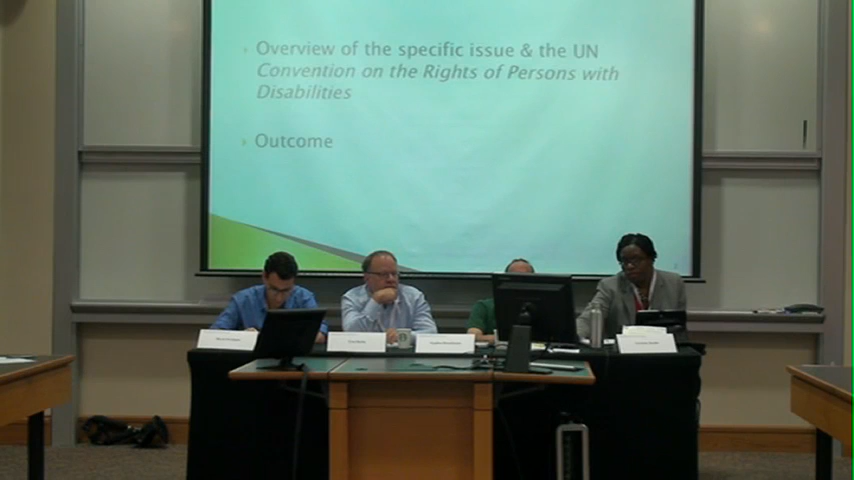 Overview of the specific issue & the UN
Convention on the Rights of Persons with
Disabilities
Outcome